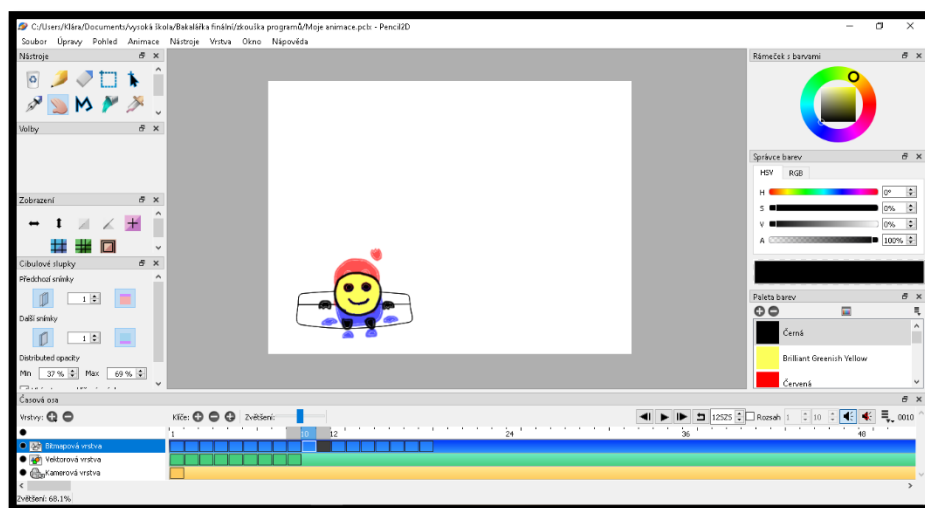 C:/Users/Klára/Documents/vysoká škola/Bakalářka finální/zkouška programů/Moje animace.pclx - Pencil2D
Soubor Úpravy Pohled Animace Nástroje Vrstva Okno Nápověda
Nástroje
Volby
Zobrazení
Cibulové slupky
Předchozí snímky
1
Další snímky
1
Distributed opacity
Min 37 % Max 69 %
Rámeček s barvami
Správce barev
HSV RGB
H 0°
S 0%
V 0%
A 100%
Paleta barev
Černá
Brilliant Greenish Yellow
Červená
Časová osa
Vrstvy: Klíče: Zvětšení: Rozsah 1 10 0010
1 10 12 24 36 48
Bitmapová vrstva
Vektorová vrstva
Kamerová vrstva
Zvětšení: 68.1%